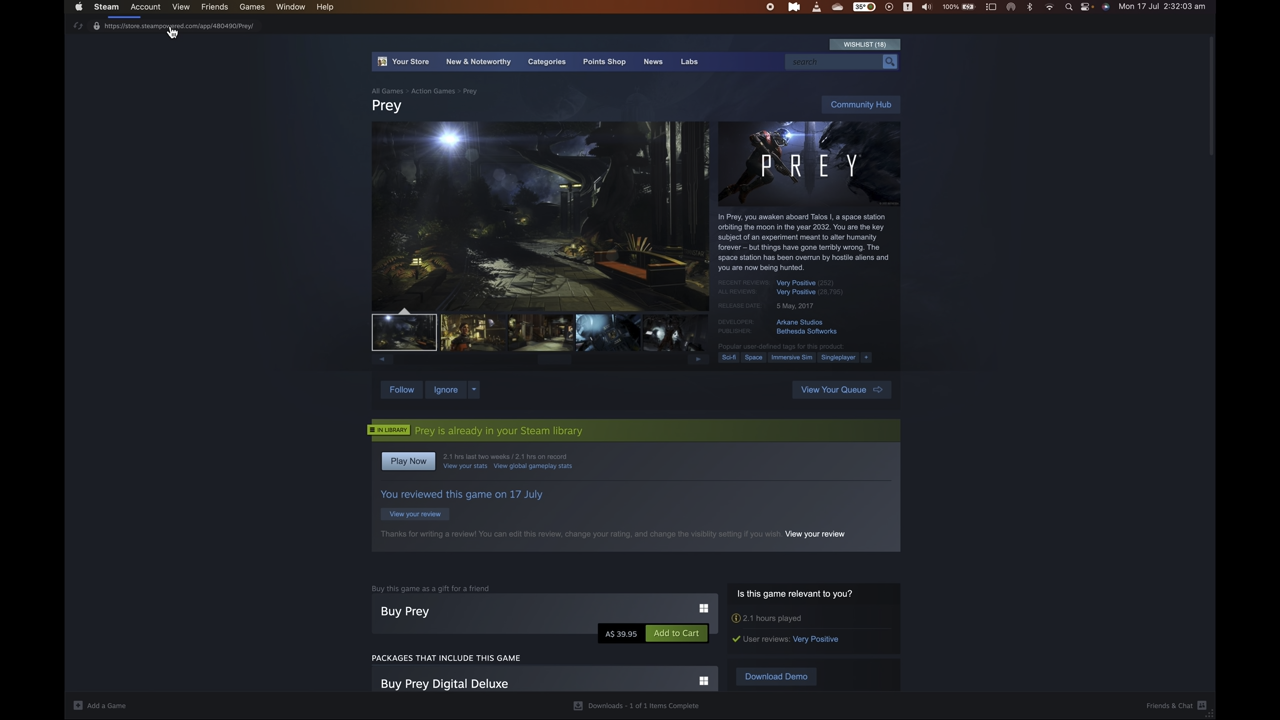 Steam Account View Friends Games Window Help
35° 100% Mon 17 Jul 2:32:03 am
https://store.steampowered.com/app/480490/Prey/
WISHLIST (18)
Your Store New & Noteworthy Categories Points Shop News Labs search
All Games > Action Games > Prey
Prey
Community Hub
PREY
In Prey, you awaken aboard Talos I, a space station
orbiting the moon in the year 2032. You are the key
subject of an experiment meant to alter humanity
forever – but things have gone terribly wrong. The
space station has been overrun by hostile aliens and
you are now being hunted.
RECENT REVIEWS: Very Positive (252)
ALL REVIEWS: Very Positive (28,795)
RELEASE DATE: 5 May, 2017
DEVELOPER: Arkane Studios
PUBLISHER: Bethesda Softworks
Popular user-defined tags for this product:
Sci-fi Space Immersive Sim Singleplayer +
Follow Ignore View Your Queue
IN LIBRARY Prey is already in your Steam library
Play Now
2.1 hrs last two weeks / 2.1 hrs on record
View your stats View global gameplay stats
You reviewed this game on 17 July
View your review
Thanks for writing a review! You can edit this review, change your rating, and change the visiblity setting if you wish. View your review
Buy this game as a gift for a friend
Buy Prey
A$ 39.95 Add to Cart
PACKAGES THAT INCLUDE THIS GAME
Buy Prey Digital Deluxe
Is this game relevant to you?
2.1 hours played
User reviews: Very Positive
Download Demo
Add a Game
Downloads - 1 of 1 Items Complete
Friends & Chat